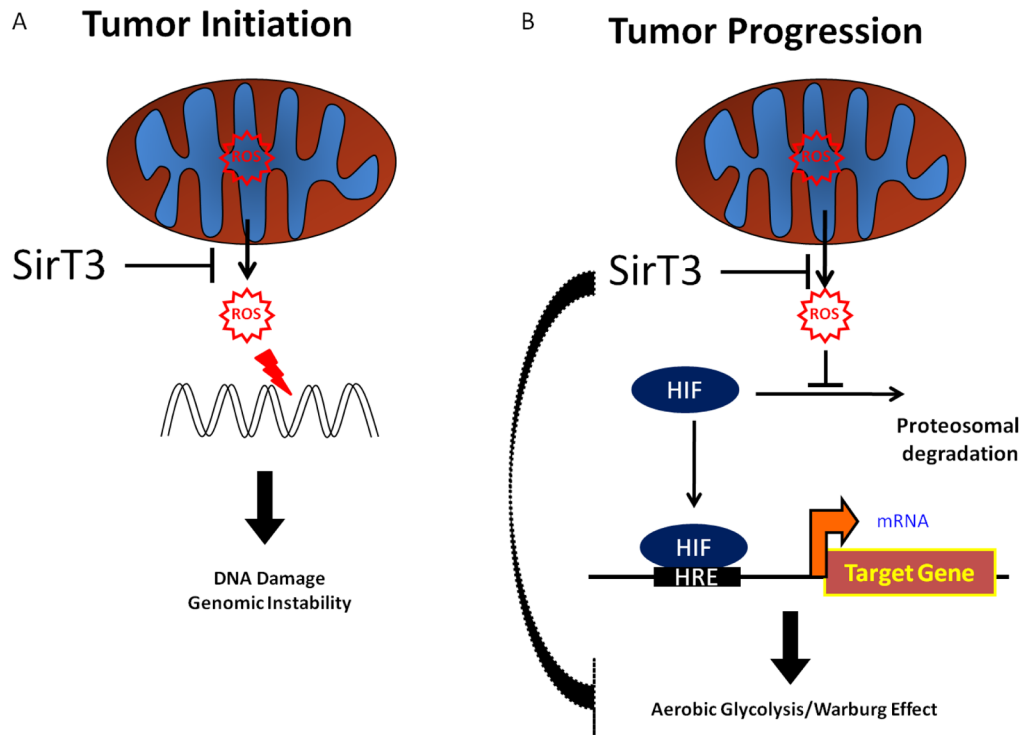 A
Tumor Initiation
ROS
SirT3
ROS
DNA Damage
Genomic Instability
B
Tumor Progression
ROS
SirT3
ROS
HIF
Proteosomal
degradation
HIF
HRE
mRNA
Target Gene
Aerobic Glycolysis/Warburg Effect